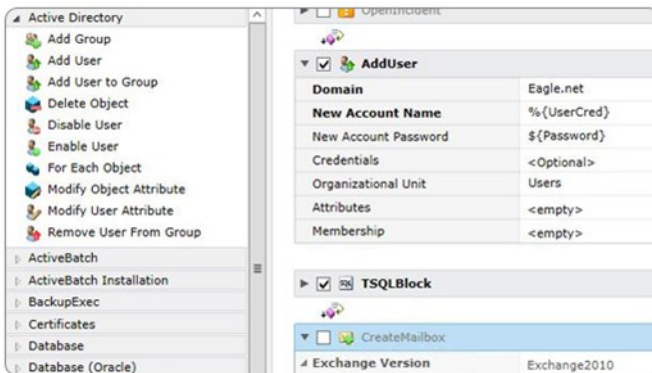 Active Directory
Add Group
Add User
Add User to Group
Delete Object
Disable User
Enable User
For Each Object
Modify Object Attribute
Modify User Attribute
Remove User From Group
ActiveBatch
ActiveBatch Installation
BackupExec
Certificates
Database
Database (Oracle)
OpenIncident
AddUser
Domain Eagle.net
New Account Name %{UserCred}
New Account Password ${Password}
Credentials <Optional>
Organizational Unit Users
Attributes <empty>
Membership <empty>
TSQLBlock
CreateMailbox
Exchange Version Exchange2010